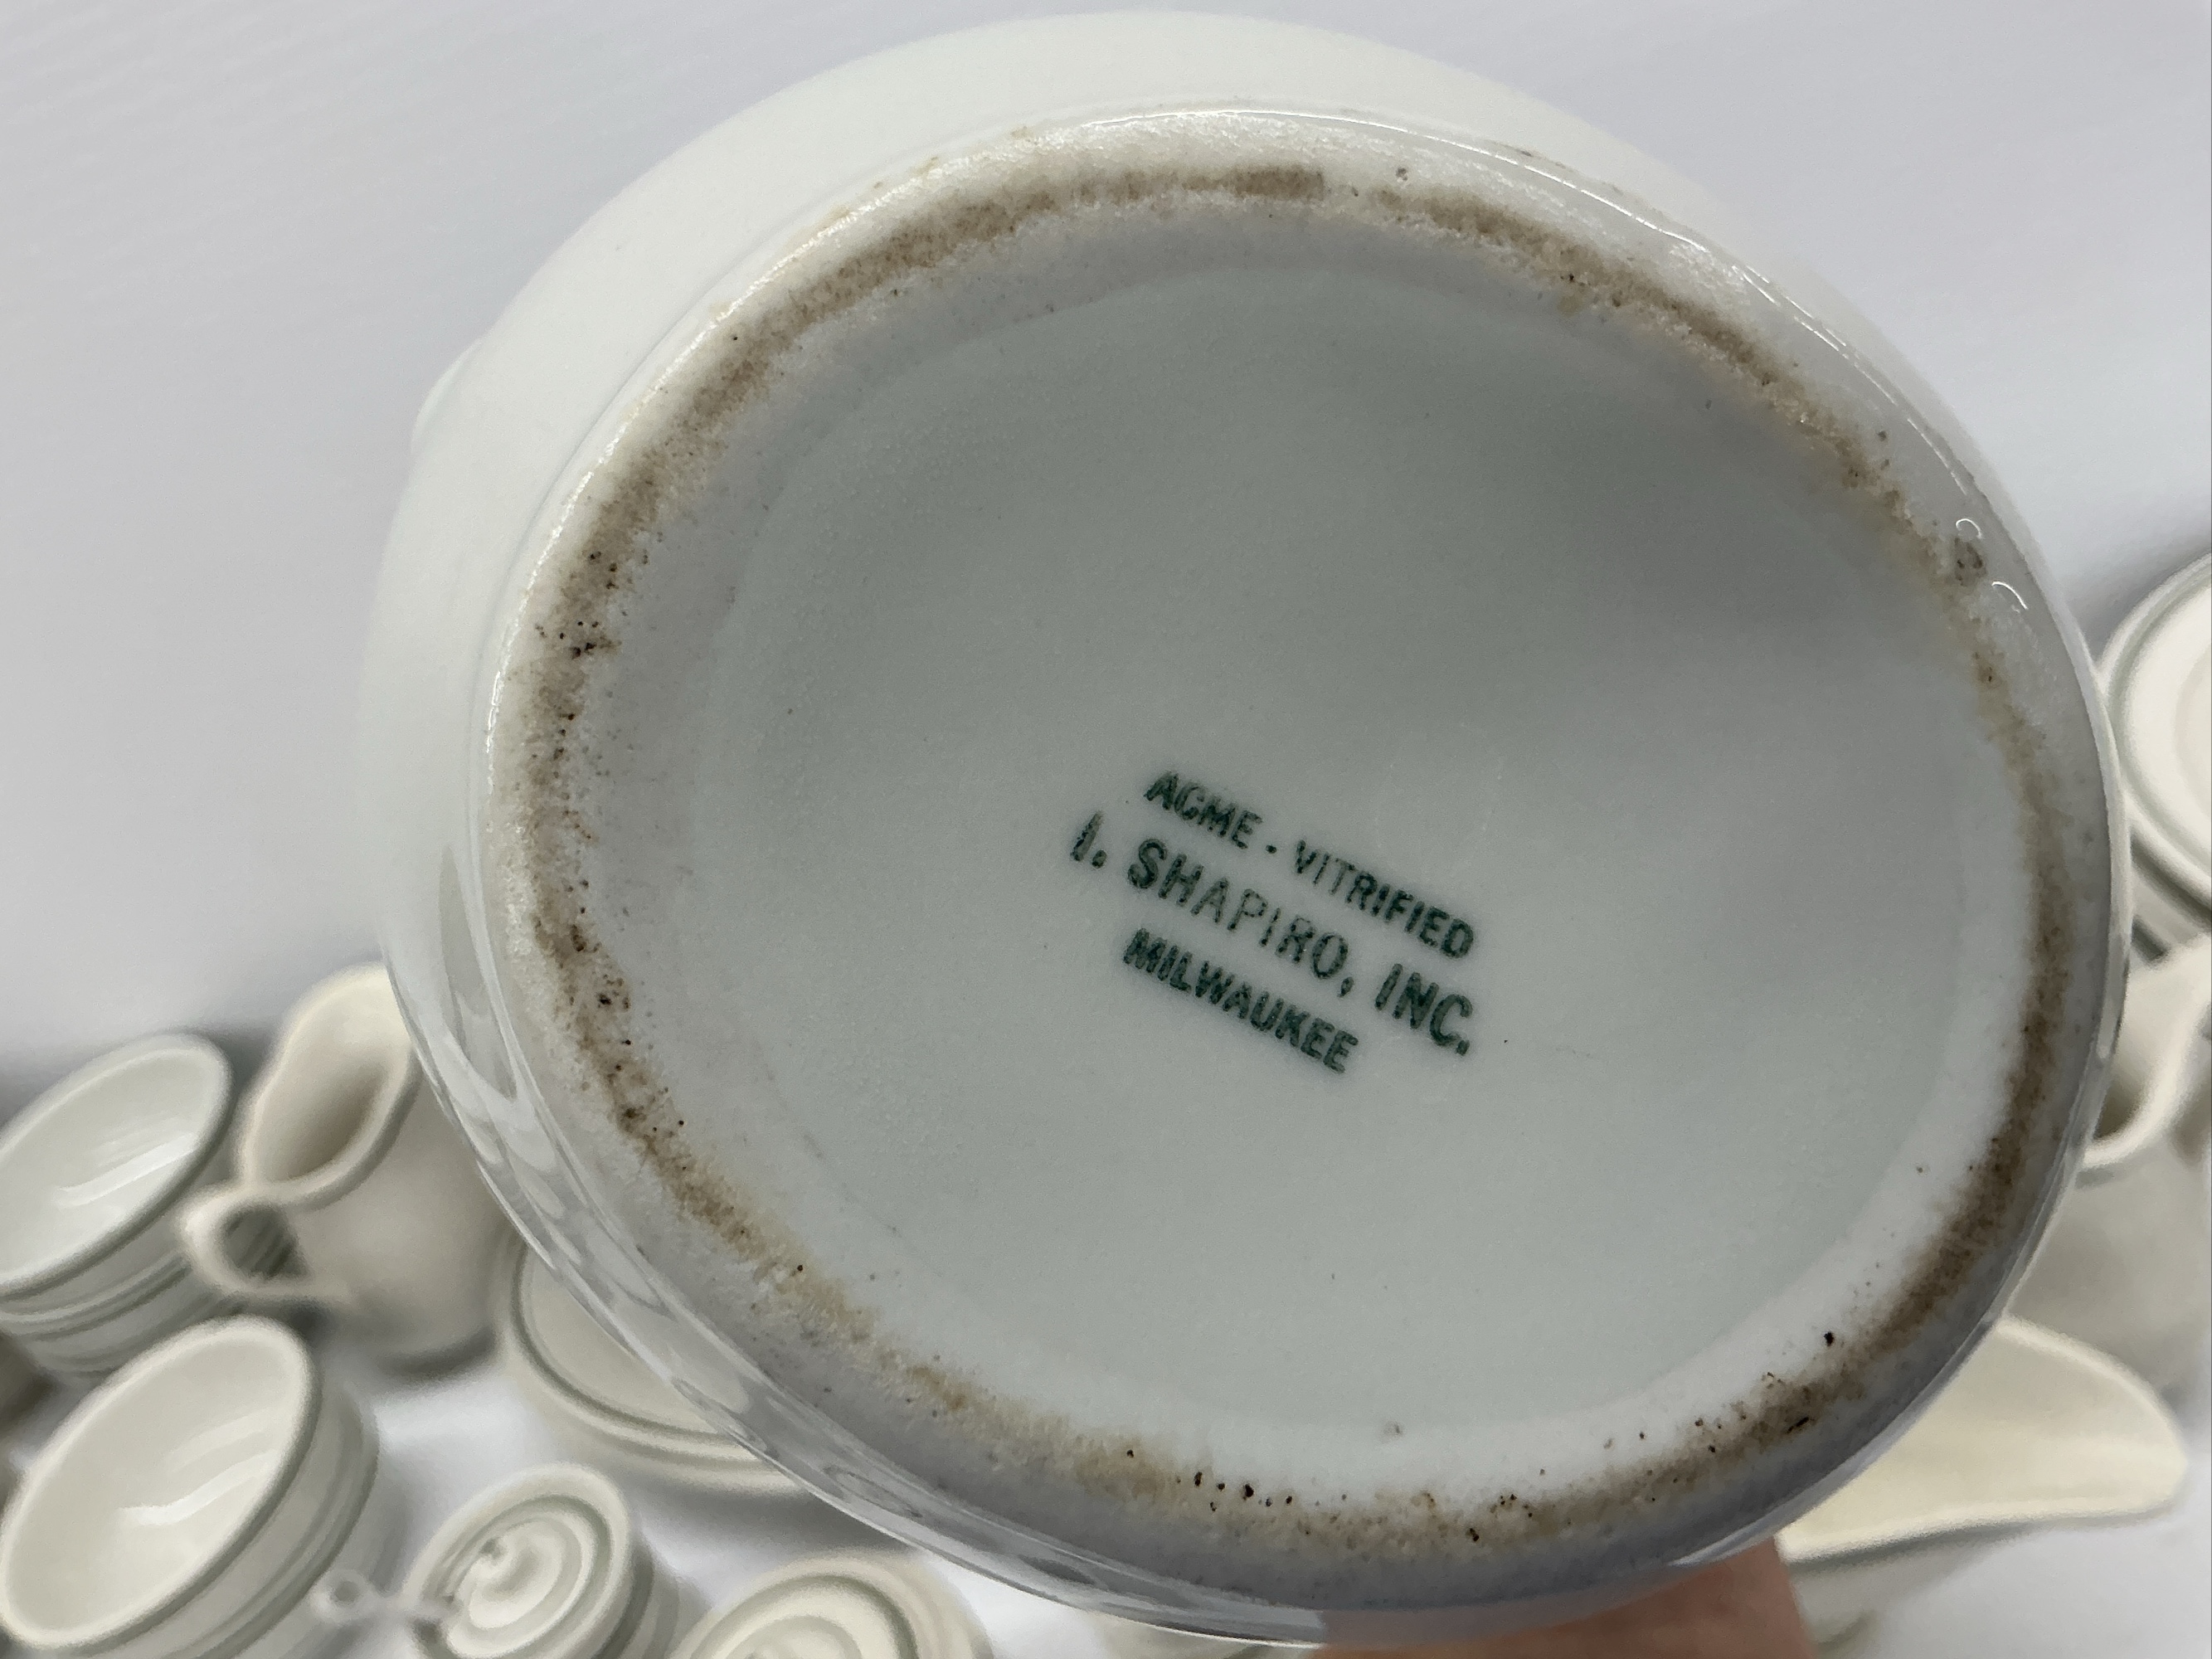 ACME - VITRIFIED
I. SHAPIRO, INC.
MILWAUKEE